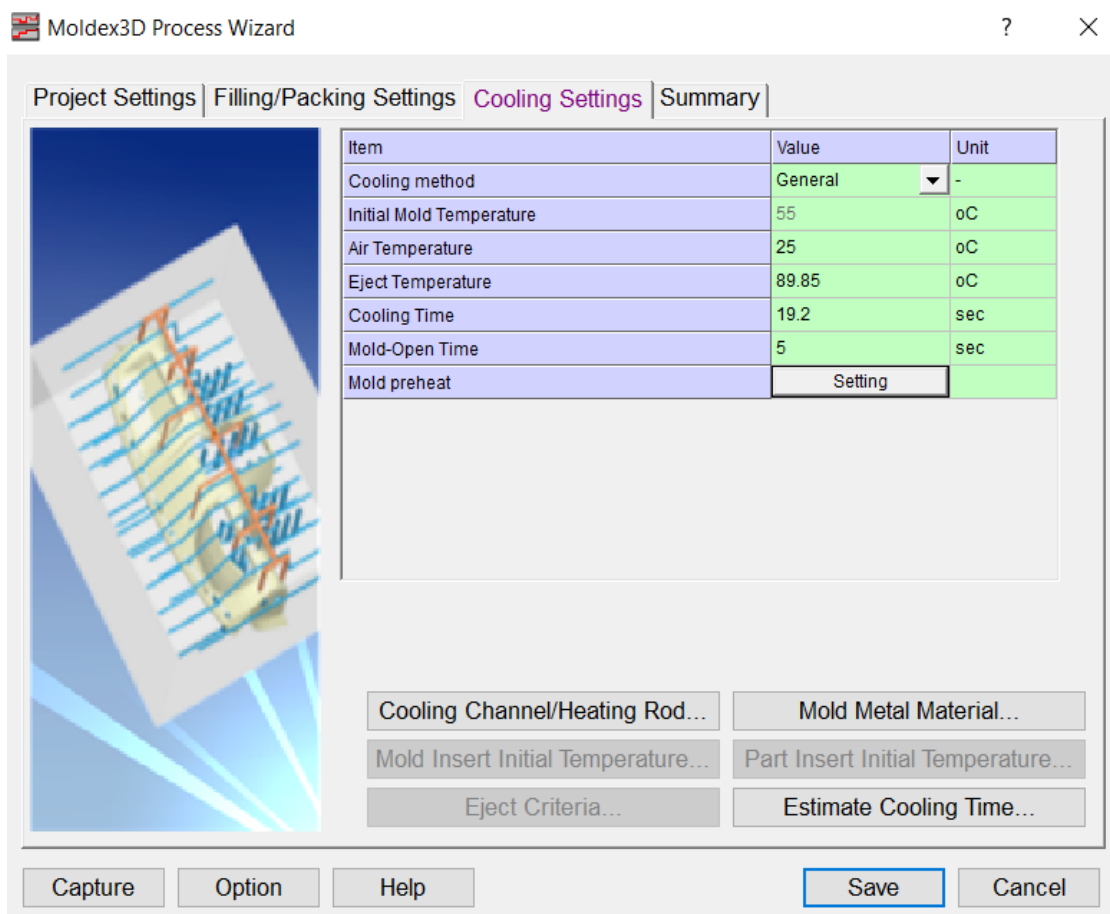 Moldex3D Process Wizard ?
Project Settings Filling/Packing Settings Cooling Settings Summary
Item Value Unit
Cooling method General -
Initial Mold Temperature 55 oC
Air Temperature 25 oC
Eject Temperature 89.85 oC
Cooling Time 19.2 sec
Mold-Open Time 5 sec
Mold preheat Setting
Cooling Channel/Heating Rod... Mold Metal Material...
Mold Insert Initial Temperature... Part Insert Initial Temperature...
Eject Criteria... Estimate Cooling Time...
Capture Option Help Save Cancel